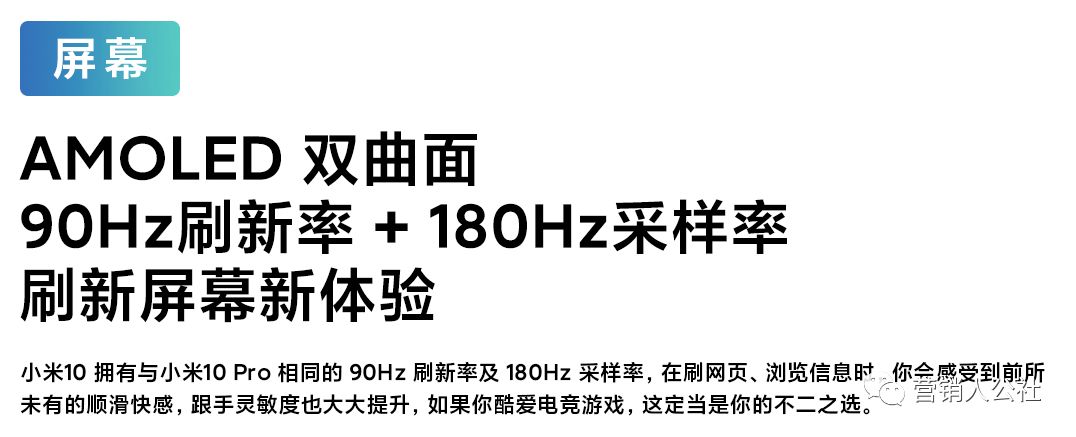 屏幕
AMOLED 双曲面
90Hz刷新率 + 180Hz采样率
刷新屏幕新体验
小米10 拥有与小米10 Pro 相同的 90Hz 刷新率及 180Hz 采样率，在刷网页、浏览信息时，你会感受到前所
未有的顺滑快感，跟手灵敏度也大大提升，如果你酷爱电竞游戏，这定当是你的不二之选。
营销人公社